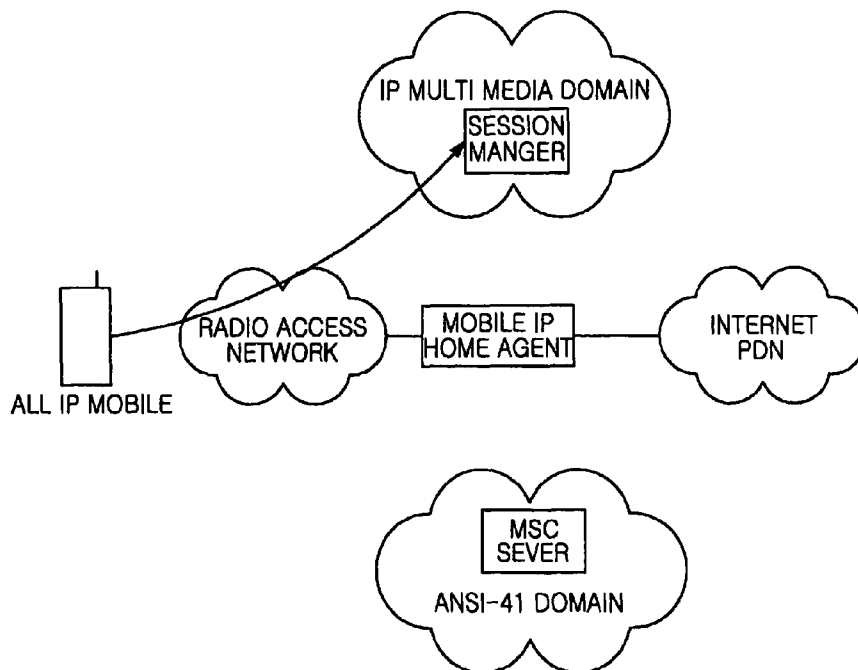 IP MULTI MEDIA DOMAIN
SESSION
MANGER
RADIO ACCESS
NETWORK
MOBILE IP
HOME AGENT
INTERNET
PDN
ALL IP MOBILE
MSC
SEVER
ANSI-41 DOMAIN